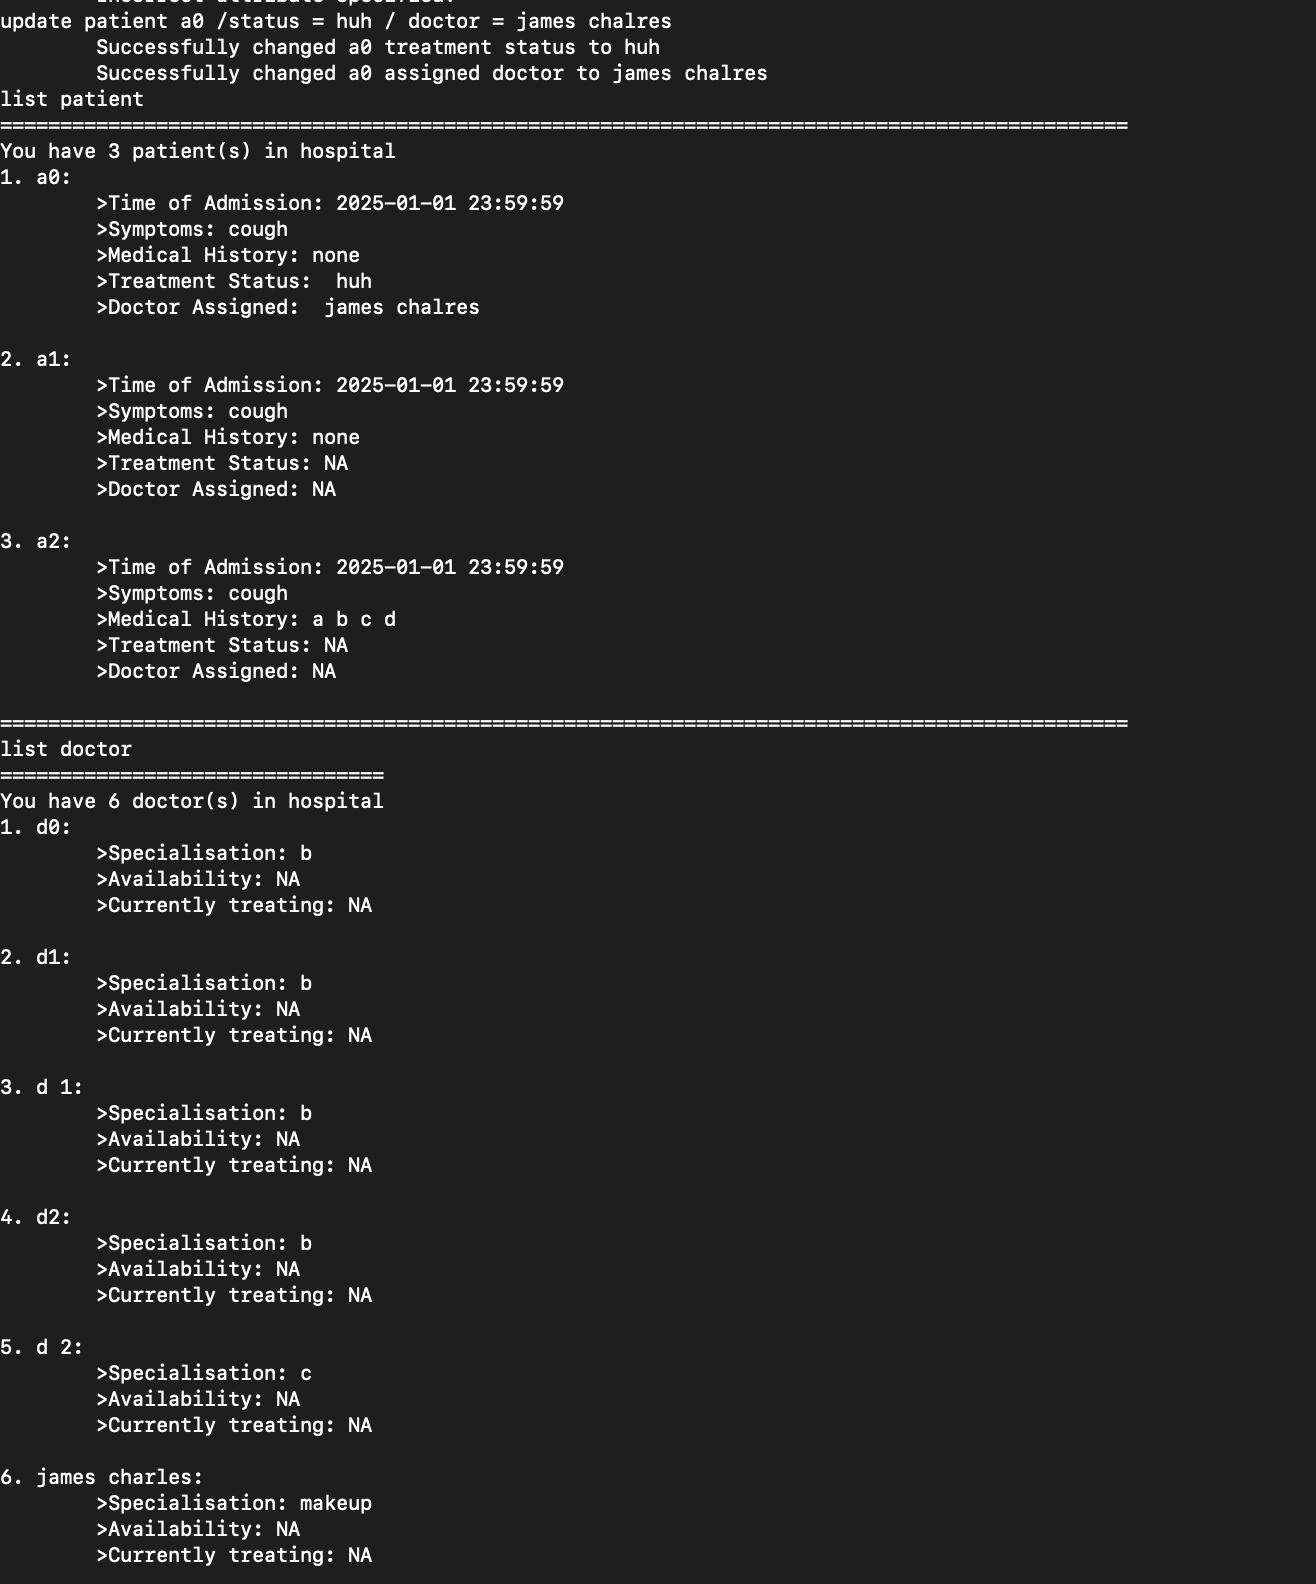 incorrect attribute specified.
update patient a0 /status = huh / doctor = james chalres
        Successfully changed a0 treatment status to huh
        Successfully changed a0 assigned doctor to james chalres
list patient
==============================================================================================
You have 3 patient(s) in hospital
1. a0:
        >Time of Admission: 2025-01-01 23:59:59
        >Symptoms: cough
        >Medical History: none
        >Treatment Status:  huh
        >Doctor Assigned:  james chalres

2. a1:
        >Time of Admission: 2025-01-01 23:59:59
        >Symptoms: cough
        >Medical History: none
        >Treatment Status: NA
        >Doctor Assigned: NA

3. a2:
        >Time of Admission: 2025-01-01 23:59:59
        >Symptoms: cough
        >Medical History: a b c d
        >Treatment Status: NA
        >Doctor Assigned: NA

==============================================================================================
list doctor
================================
You have 6 doctor(s) in hospital
1. d0:
        >Specialisation: b
        >Availability: NA
        >Currently treating: NA

2. d1:
        >Specialisation: b
        >Availability: NA
        >Currently treating: NA

3. d 1:
        >Specialisation: b
        >Availability: NA
        >Currently treating: NA

4. d2:
        >Specialisation: b
        >Availability: NA
        >Currently treating: NA

5. d 2:
        >Specialisation: c
        >Availability: NA
        >Currently treating: NA

6. james charles:
        >Specialisation: makeup
        >Availability: NA
        >Currently treating: NA